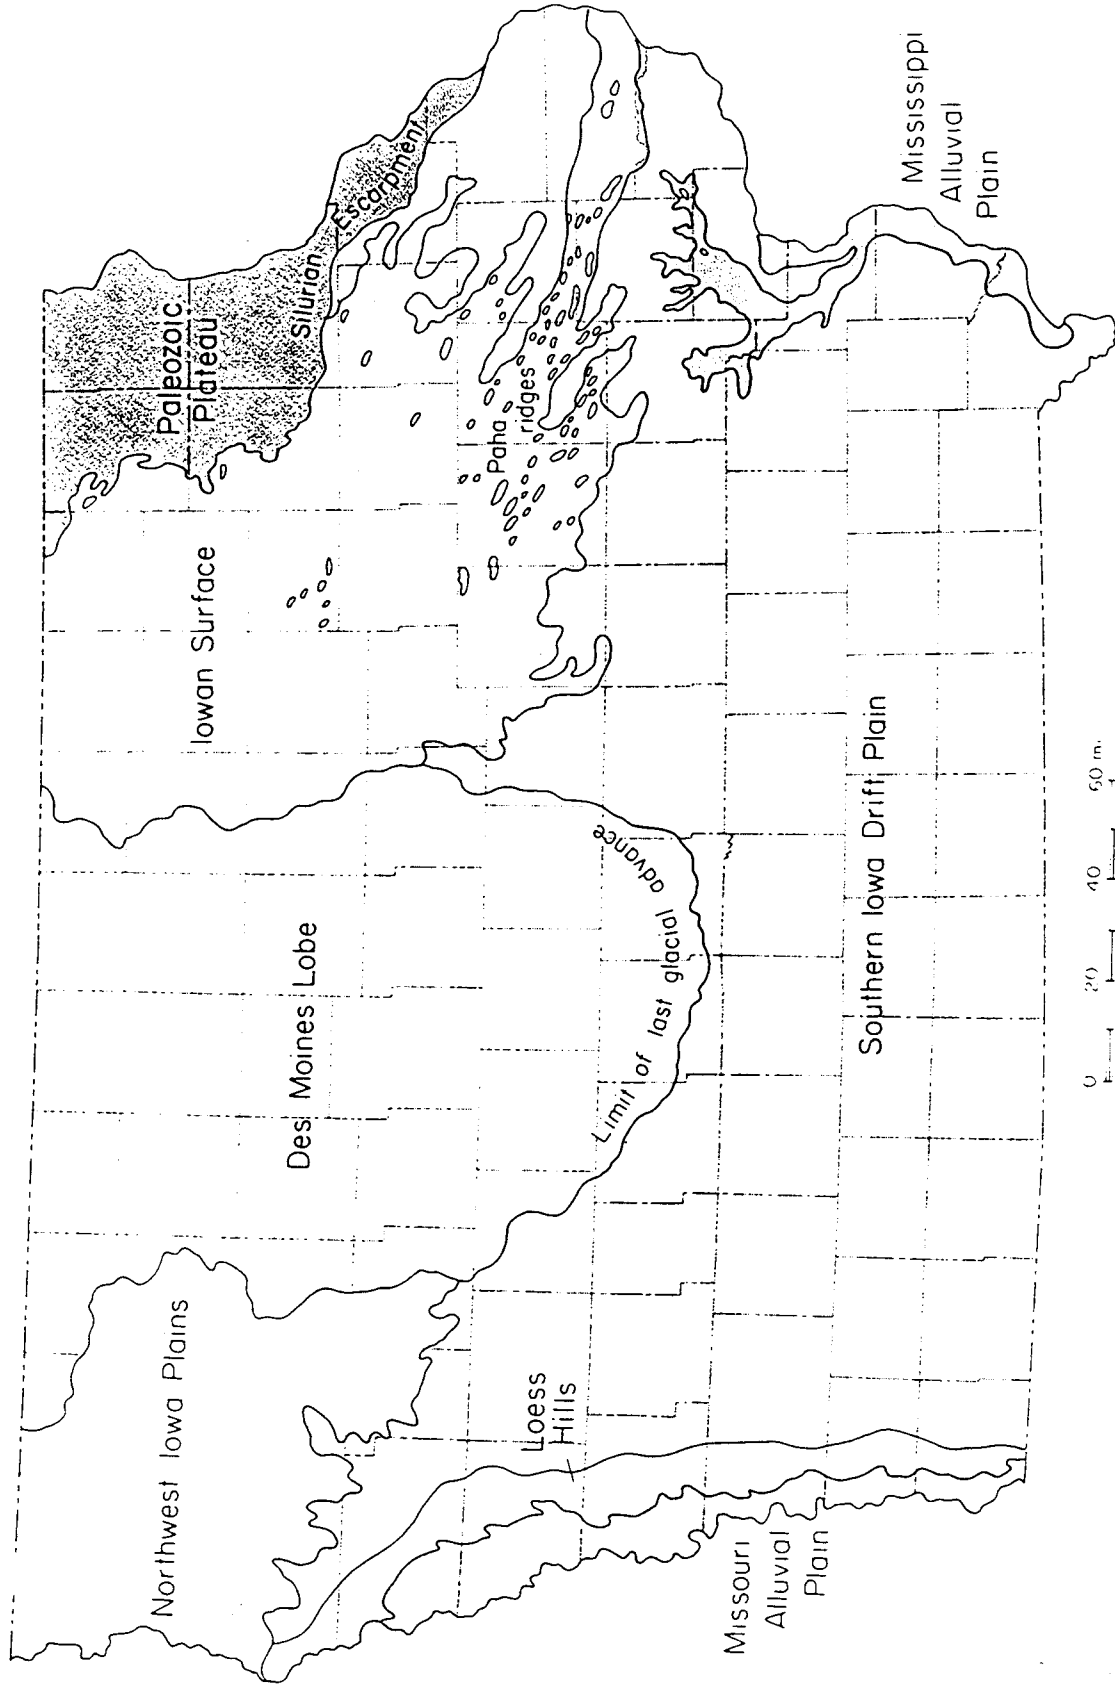 Paleozoic
Plateau
Silurian
Escarpment
Iowan Surface
Paha
ridges
Des Moines Lobe
Northwest Iowa Plains
Limit of last glacial advance
Loess
Hills
Southern Iowa Drift Plain
Missouri
Alluvial
Plain
Mississippi
Alluvial
Plain
0 20 40 60 mi.